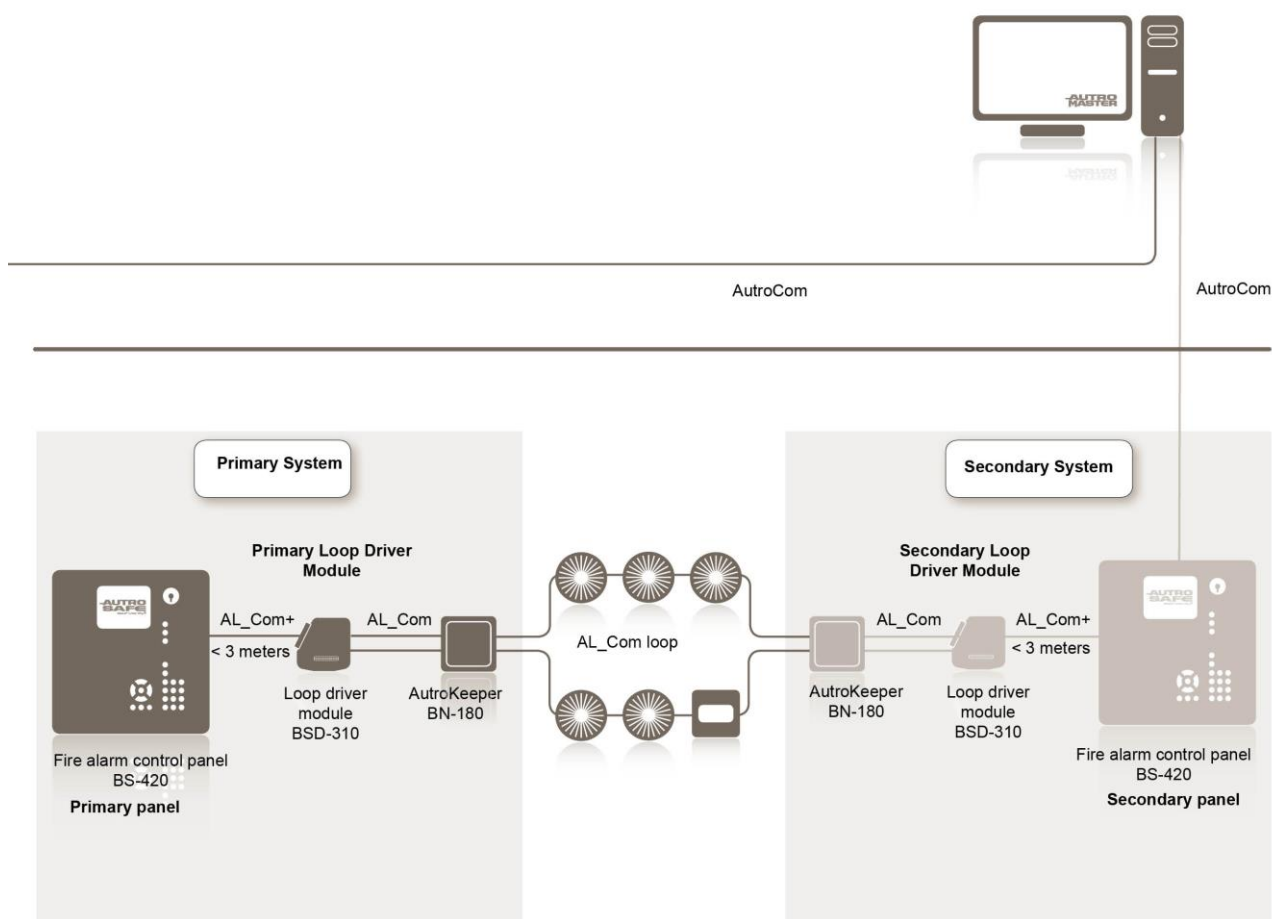 AUTRO
MASTER
AutroCom
AutroCom
Primary System
Secondary System
Primary Loop Driver
Module
Secondary Loop
Driver Module
AUTRO
SAFE
AL_Com+
< 3 meters
AL_Com
Loop driver
module
BSD-310
AutroKeeper
BN-180
AL_Com loop
AutroKeeper
BN-180
AL_Com
Loop driver
module
BSD-310
AL_Com+
< 3 meters
AUTRO
SAFE
Fire alarm control panel
BS-420
Primary panel
Fire alarm control panel
BS-420
Secondary panel